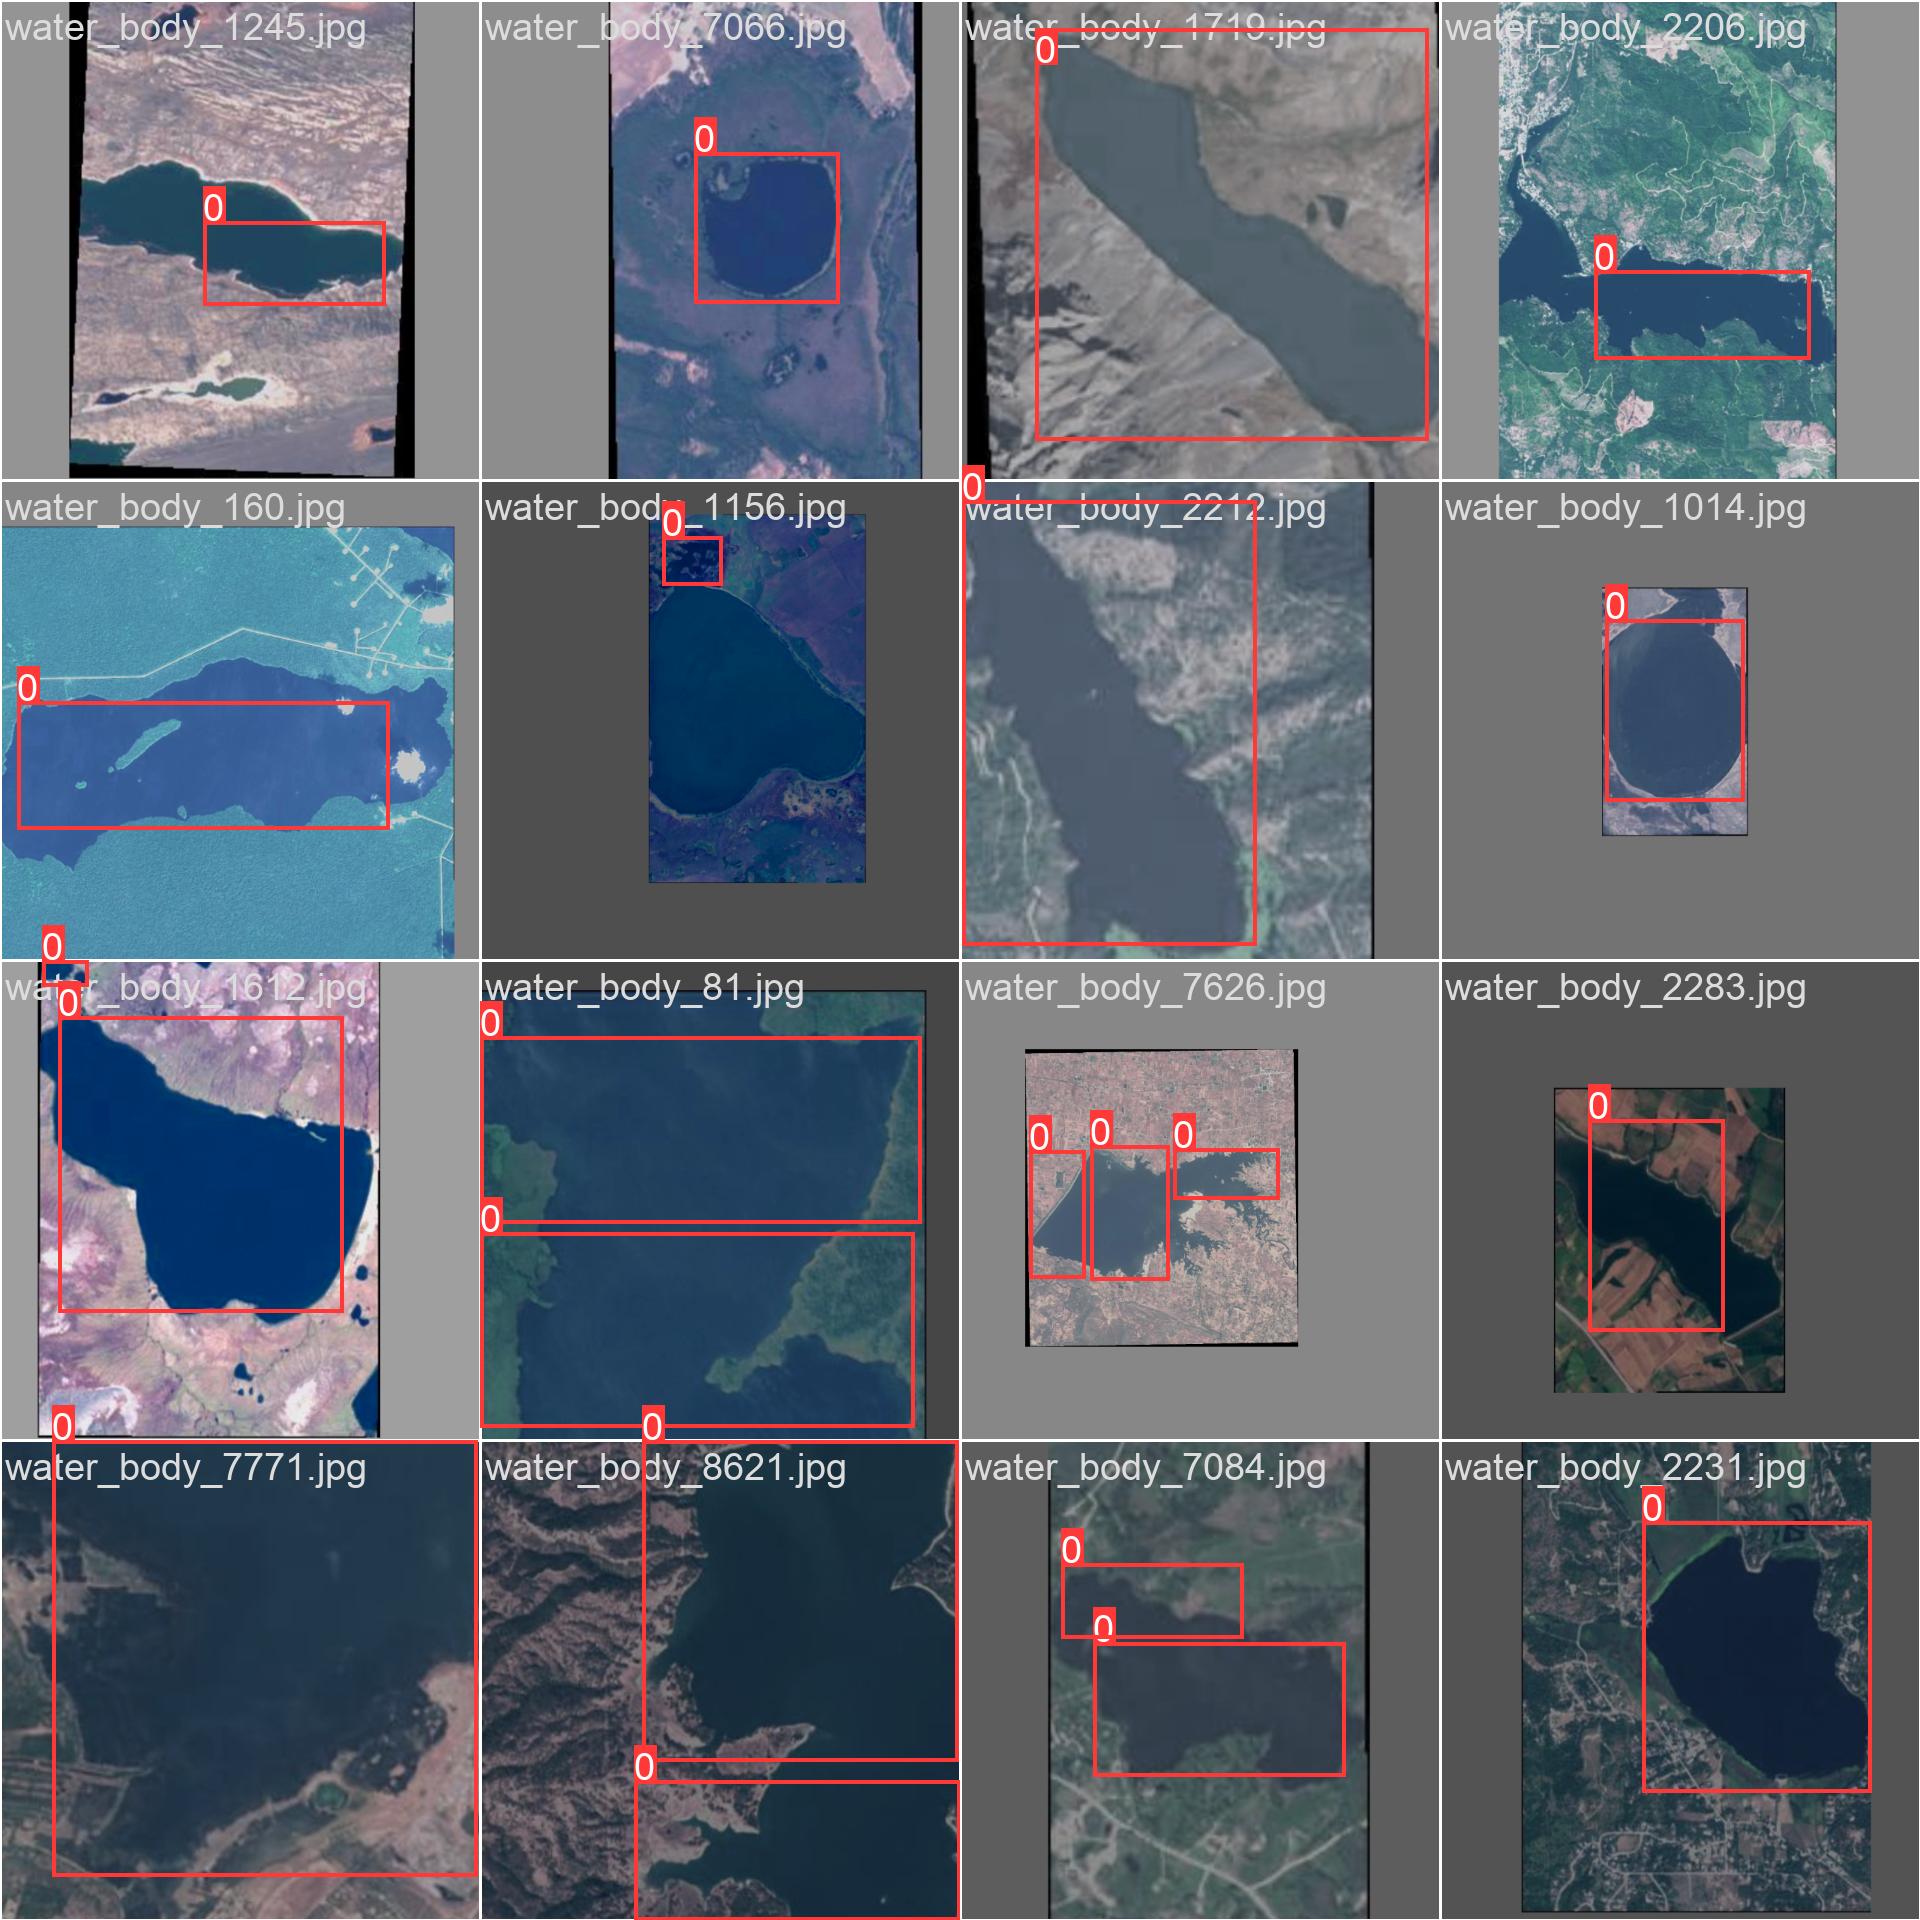 water_body_1245.jpg
0
water_body_7066.jpg
0
water_body_1719.jpg
0
water_body_2206.jpg
0
water_body_160.jpg
0
water_body_1156.jpg
0
water_body_2212.jpg
0
water_body_1014.jpg
0
water_body_1612.jpg
0
0
water_body_81.jpg
0
0
water_body_7626.jpg
0
0
0
water_body_2283.jpg
0
water_body_7771.jpg
0
water_body_8621.jpg
0
0
water_body_7084.jpg
0
0
water_body_2231.jpg
0